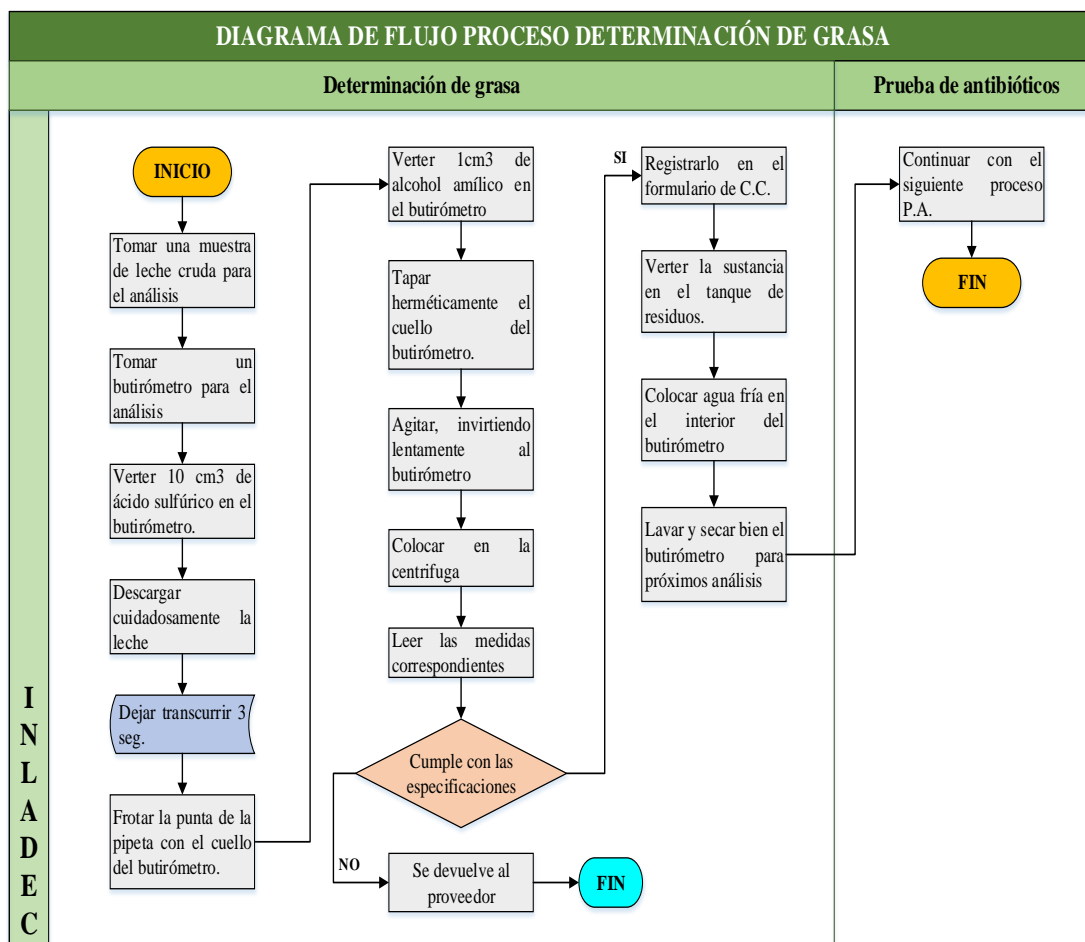 DIAGRAMA DE FLUJO PROCESO DETERMINACIÓN DE GRASA
Determinación de grasa
Prueba de antibióticos
INLADEC
INICIO
Tomar una muestra
de leche cruda para
el análisis
Tomar un
butirómetro para el
análisis
Verter 10 cm3 de
ácido sulfúrico en el
butirómetro.
Descargar
cuidadosamente la
leche
Dejar transcurrir 3
seg.
Frotar la punta de la
pipeta con el cuello
del butirómetro.
Verter 1cm3 de
alcohol amílico en
el butirómetro
Tapar
herméticamente el
cuello del
butirómetro.
Agitar, invirtiendo
lentamente al
butirómetro
Colocar en la
centrifuga
Leer las medidas
correspondientes
Cumple con las
especificaciones
NO
Se devuelve al
proveedor
FIN
SI
Registrarlo en el
formulario de C.C.
Verter la sustancia
en el tanque de
residuos.
Colocar agua fría en
el interior del
butirómetro
Lavar y secar bien el
butirómetro para
próximos análisis
Continuar con el
siguiente proceso
P.A.
FIN